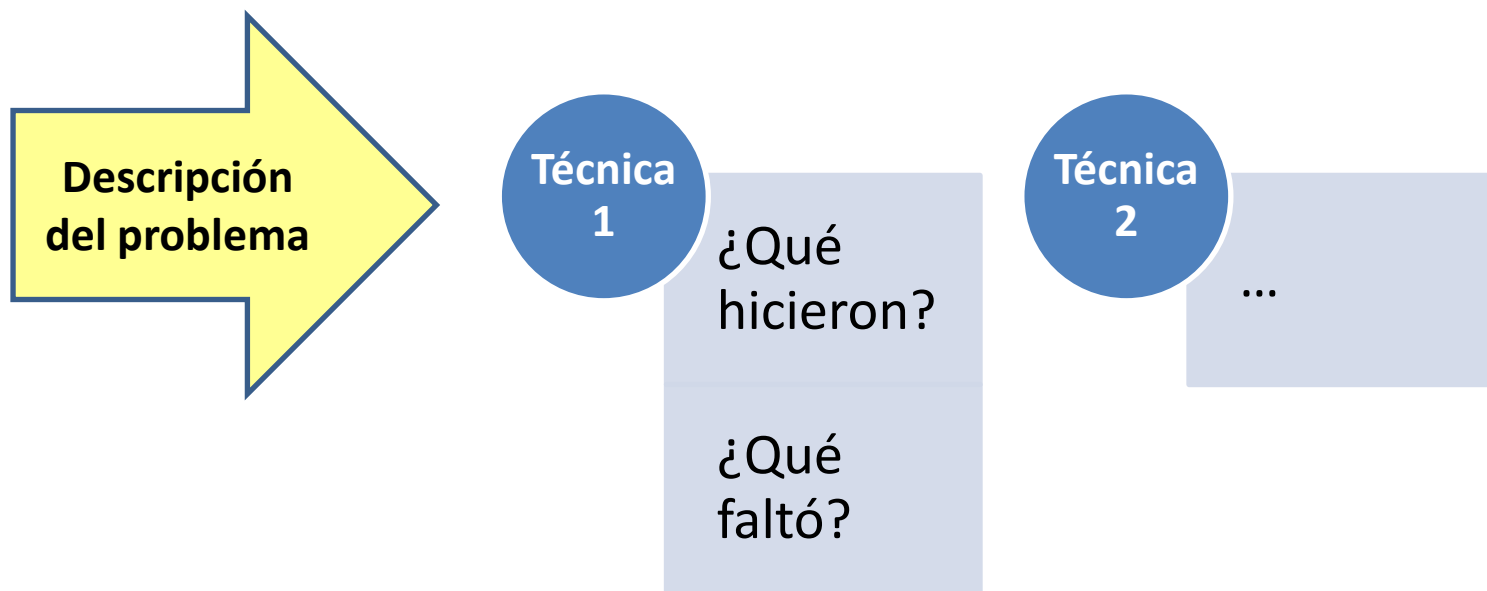 Descripción
del problema
Técnica
1
¿Qué
hicieron?
¿Qué
faltó?
Técnica
2
...